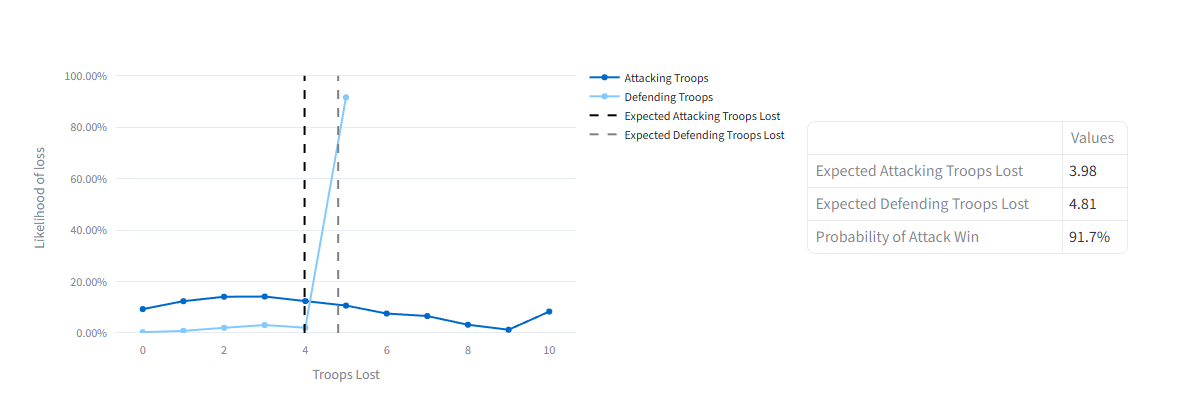 100.00%
80.00%
60.00%
40.00%
20.00%
0.00%
Likelihood of loss
0 2 4 6 8 10
Troops Lost
Attacking Troops
Defending Troops
Expected Attacking Troops Lost
Expected Defending Troops Lost
Values
Expected Attacking Troops Lost 3.98
Expected Defending Troops Lost 4.81
Probability of Attack Win 91.7%